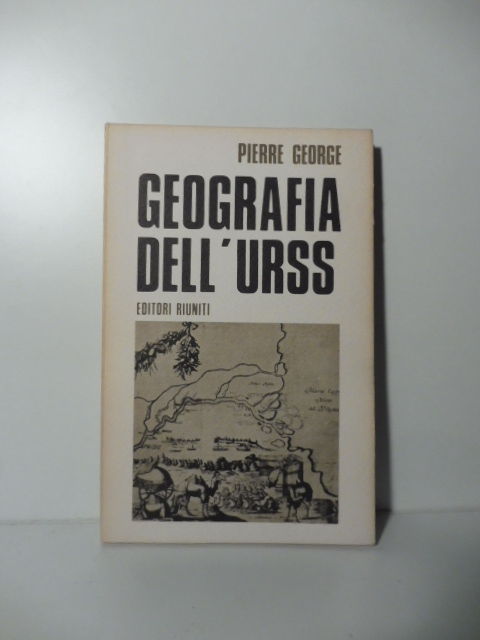 PIERRE GEORGE
GEOGRAFIA
DELL'URSS
EDITORI RIUNITI